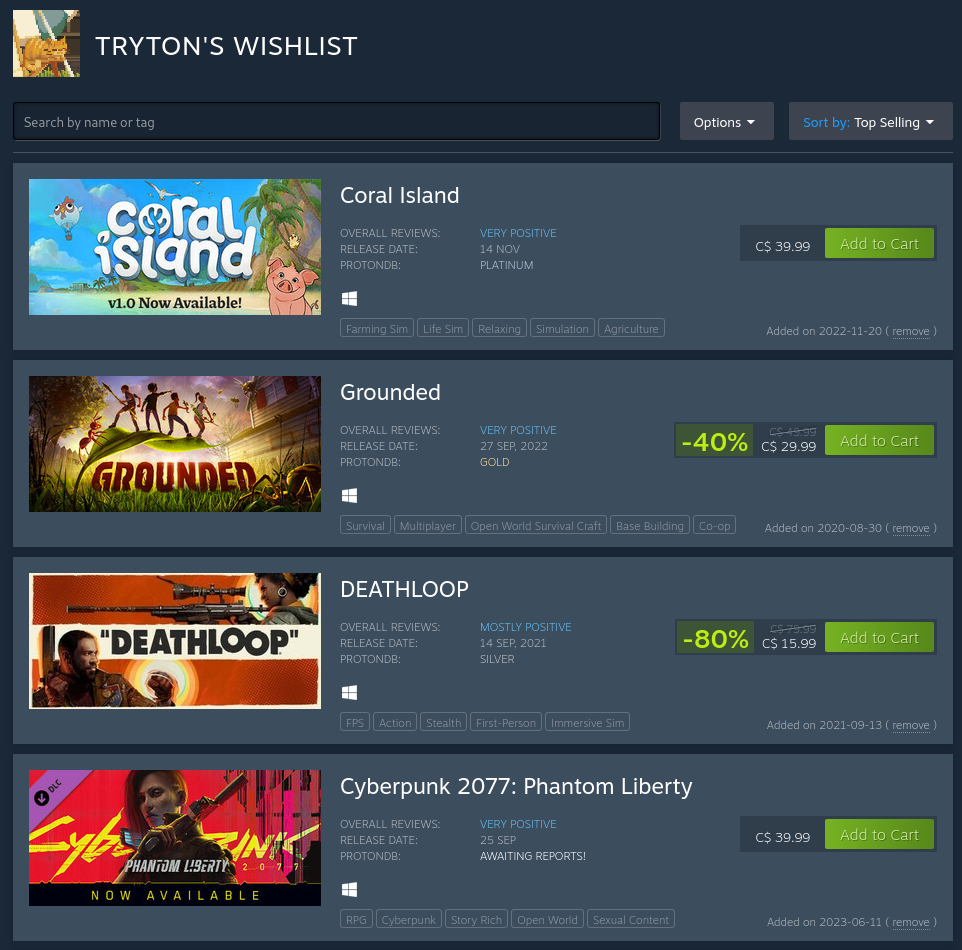 TRYTON'S WISHLIST
Search by name or tag
Options
Sort by: Top Selling
coral island
v1.0 Now Available!
Coral Island
OVERALL REVIEWS: VERY POSITIVE
RELEASE DATE: 14 NOV
PROTONDB: PLATINUM
C$ 39.99 Add to Cart
Farming Sim Life Sim Relaxing Simulation Agriculture
Added on 2022-11-20 ( remove )
GROUNDED
Grounded
OVERALL REVIEWS: VERY POSITIVE
RELEASE DATE: 27 SEP, 2022
PROTONDB: GOLD
-40% C$ 49.99
C$ 29.99 Add to Cart
Survival Multiplayer Open World Survival Craft Base Building Co-op
Added on 2020-08-30 ( remove )
"DEATHLOOP"
DEATHLOOP
OVERALL REVIEWS: MOSTLY POSITIVE
RELEASE DATE: 14 SEP, 2021
PROTONDB: SILVER
-80% C$ 79.99
C$ 15.99 Add to Cart
FPS Action Stealth First-Person Immersive Sim
Added on 2021-09-13 ( remove )
DLC
CYBERPUNK
PHANTOM LIBERTY 2077
NOW AVAILABLE
Cyberpunk 2077: Phantom Liberty
OVERALL REVIEWS: VERY POSITIVE
RELEASE DATE: 25 SEP
PROTONDB: AWAITING REPORTS!
C$ 39.99 Add to Cart
RPG Cyberpunk Story Rich Open World Sexual Content
Added on 2023-06-11 ( remove )